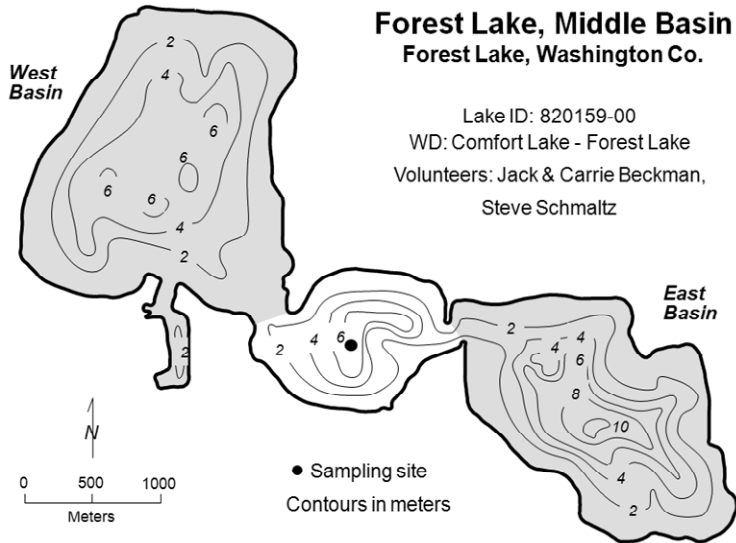 Forest Lake, Middle Basin
Forest Lake, Washington Co.
Lake ID: 820159-00
WD: Comfort Lake - Forest Lake
Volunteers: Jack & Carrie Beckman,
Steve Schmaltz
West
Basin
2
4
6
6
6
6
4
2
2
2
4
6
East
Basin
2
4
4
6
8
10
4
2
N
0 500 1000
Meters
Sampling site
Contours in meters